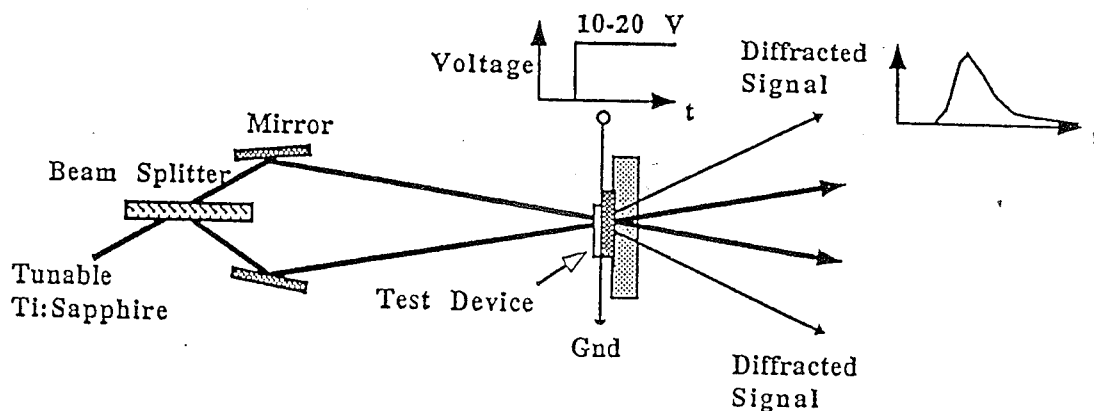 10-20 V
Voltage
t
Diffracted
Signal
Mirror
Beam Splitter
Tunable
Ti:Sapphire
Test Device
Gnd
Diffracted
Signal